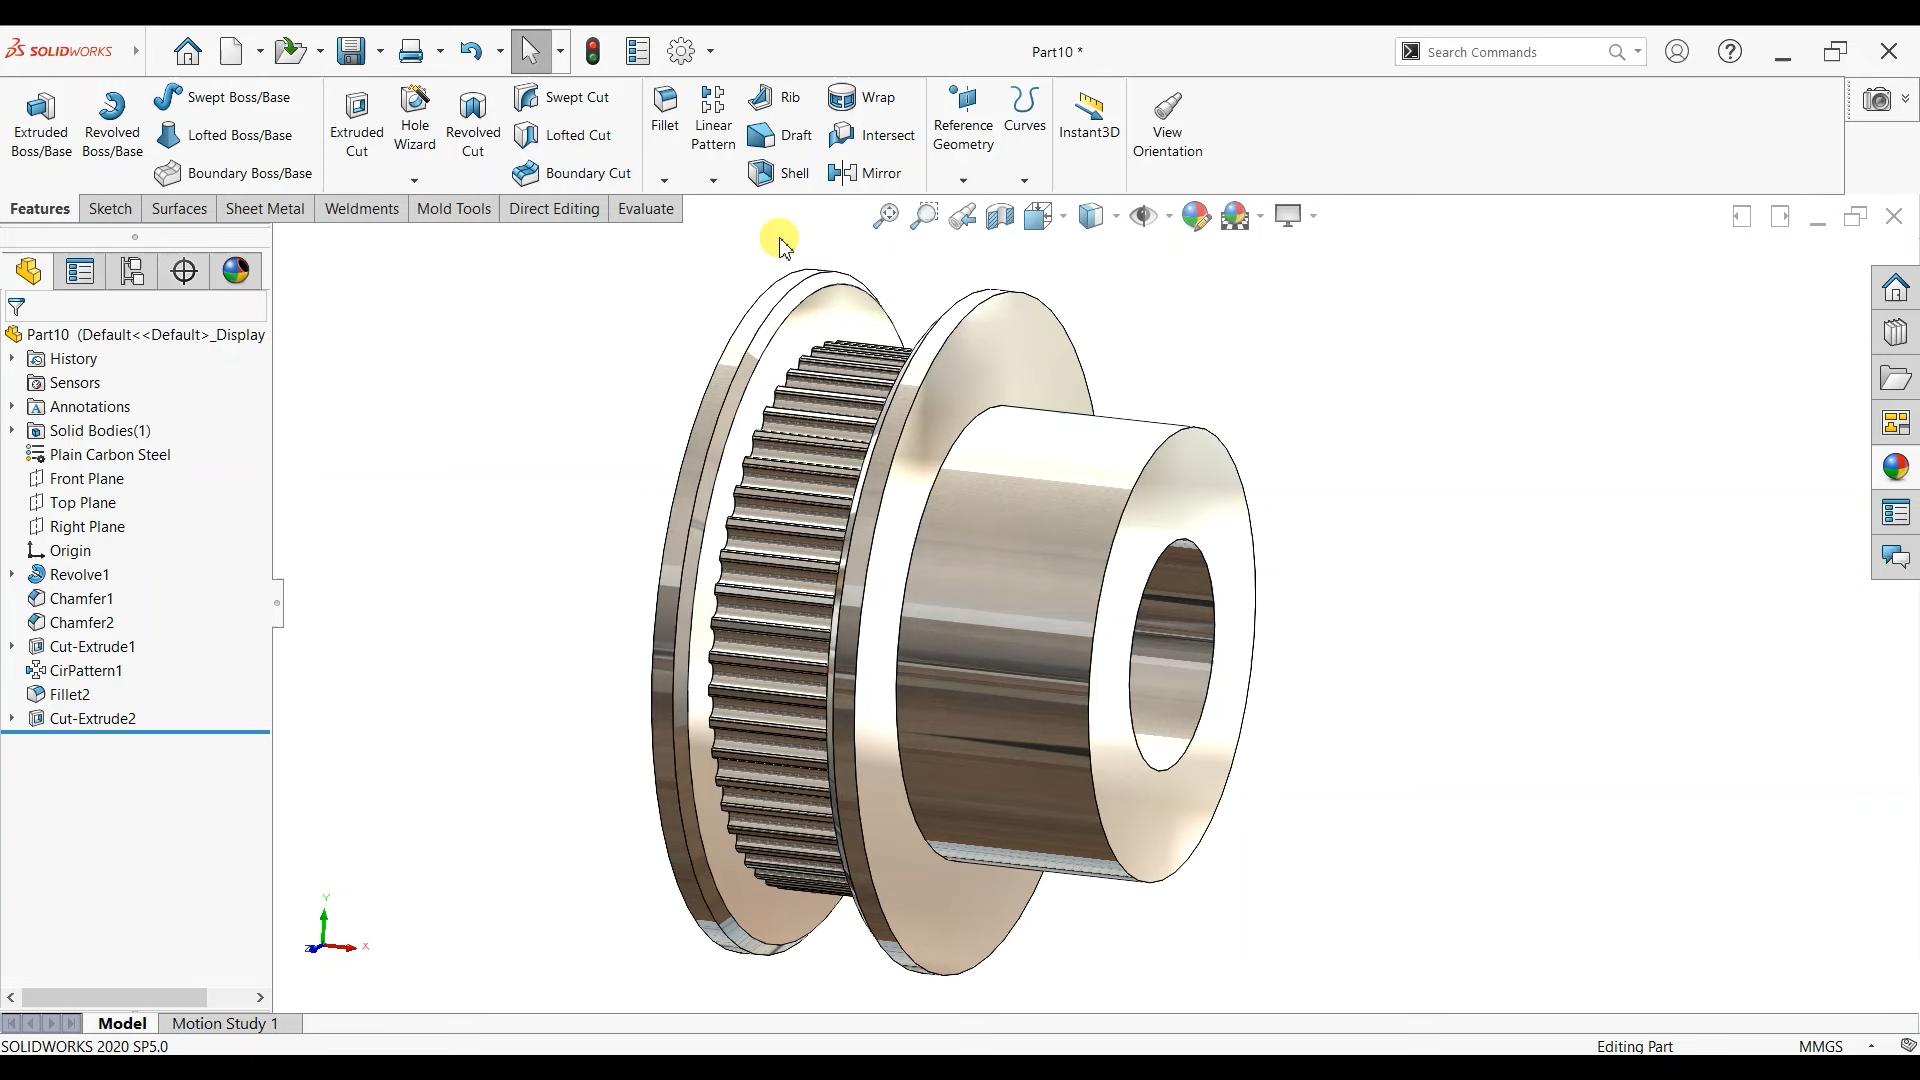 SOLIDWORKS
Part10 *
Search Commands
Extruded Boss/Base
Revolved Boss/Base
Swept Boss/Base
Lofted Boss/Base
Boundary Boss/Base
Extruded Cut
Hole Wizard
Revolved Cut
Swept Cut
Lofted Cut
Boundary Cut
Fillet
Linear Pattern
Rib
Draft
Shell
Wrap
Intersect
Mirror
Reference Geometry
Curves
Instant3D
View Orientation
Features
Sketch
Surfaces
Sheet Metal
Weldments
Mold Tools
Direct Editing
Evaluate
Part10 (Default<<Default>_Display
History
Sensors
Annotations
Solid Bodies(1)
Plain Carbon Steel
Front Plane
Top Plane
Right Plane
Origin
Revolve1
Chamfer1
Chamfer2
Cut-Extrude1
CirPattern1
Fillet2
Cut-Extrude2
Y
Z
X
Model
Motion Study 1
SOLIDWORKS 2020 SP5.0
Editing Part
MMGS